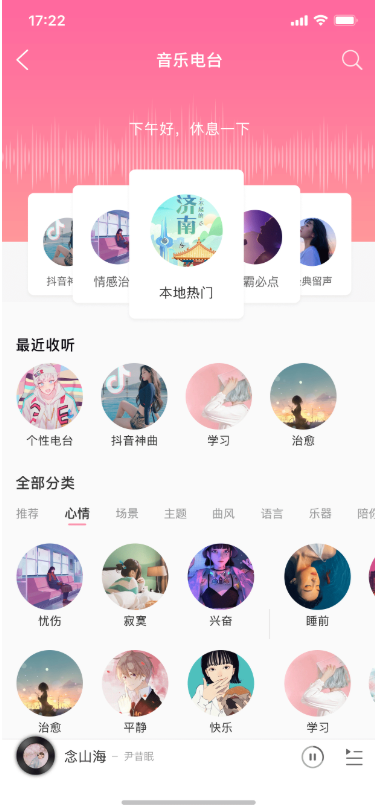 17:22
音乐电台
下午好，休息一下
济南
抖音神
情感治
本地热门
霸必点
典留声
最近收听
个性电台 抖音神曲 学习 治愈
全部分类
推荐 心情 场景 主题 曲风 语言 乐器 陪你
忧伤 寂寞 兴奋 睡前
治愈 平静 快乐 学习
念山海 - 尹昔眠